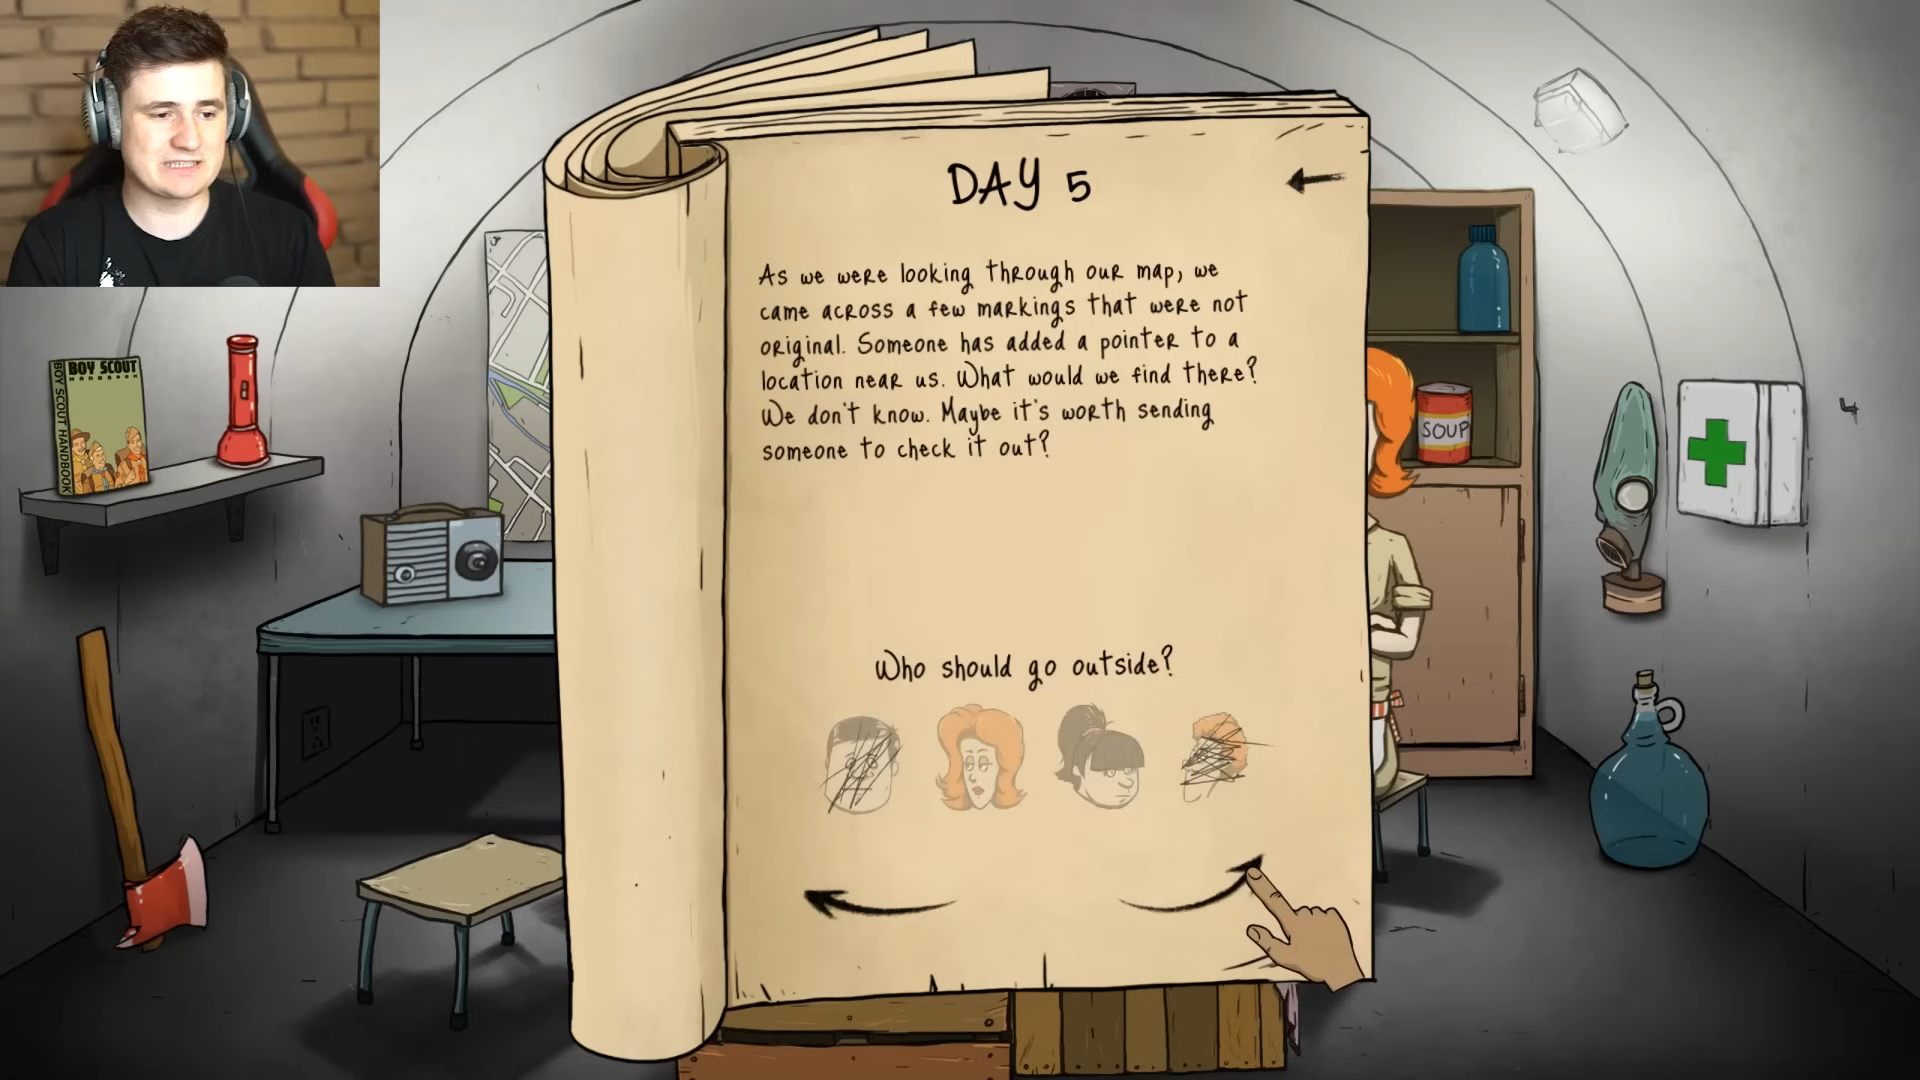 DAY 5
As we were looking through our map, we
came across a few markings that were not
original. Someone has added a pointer to a
location near us. What would we find there?
We don't know. Maybe it's worth sending
someone to check it out?
Who should go outside?
BOY SCOUT
HANDBOOK
BOY SCOUT HANDBOOK
SOUP